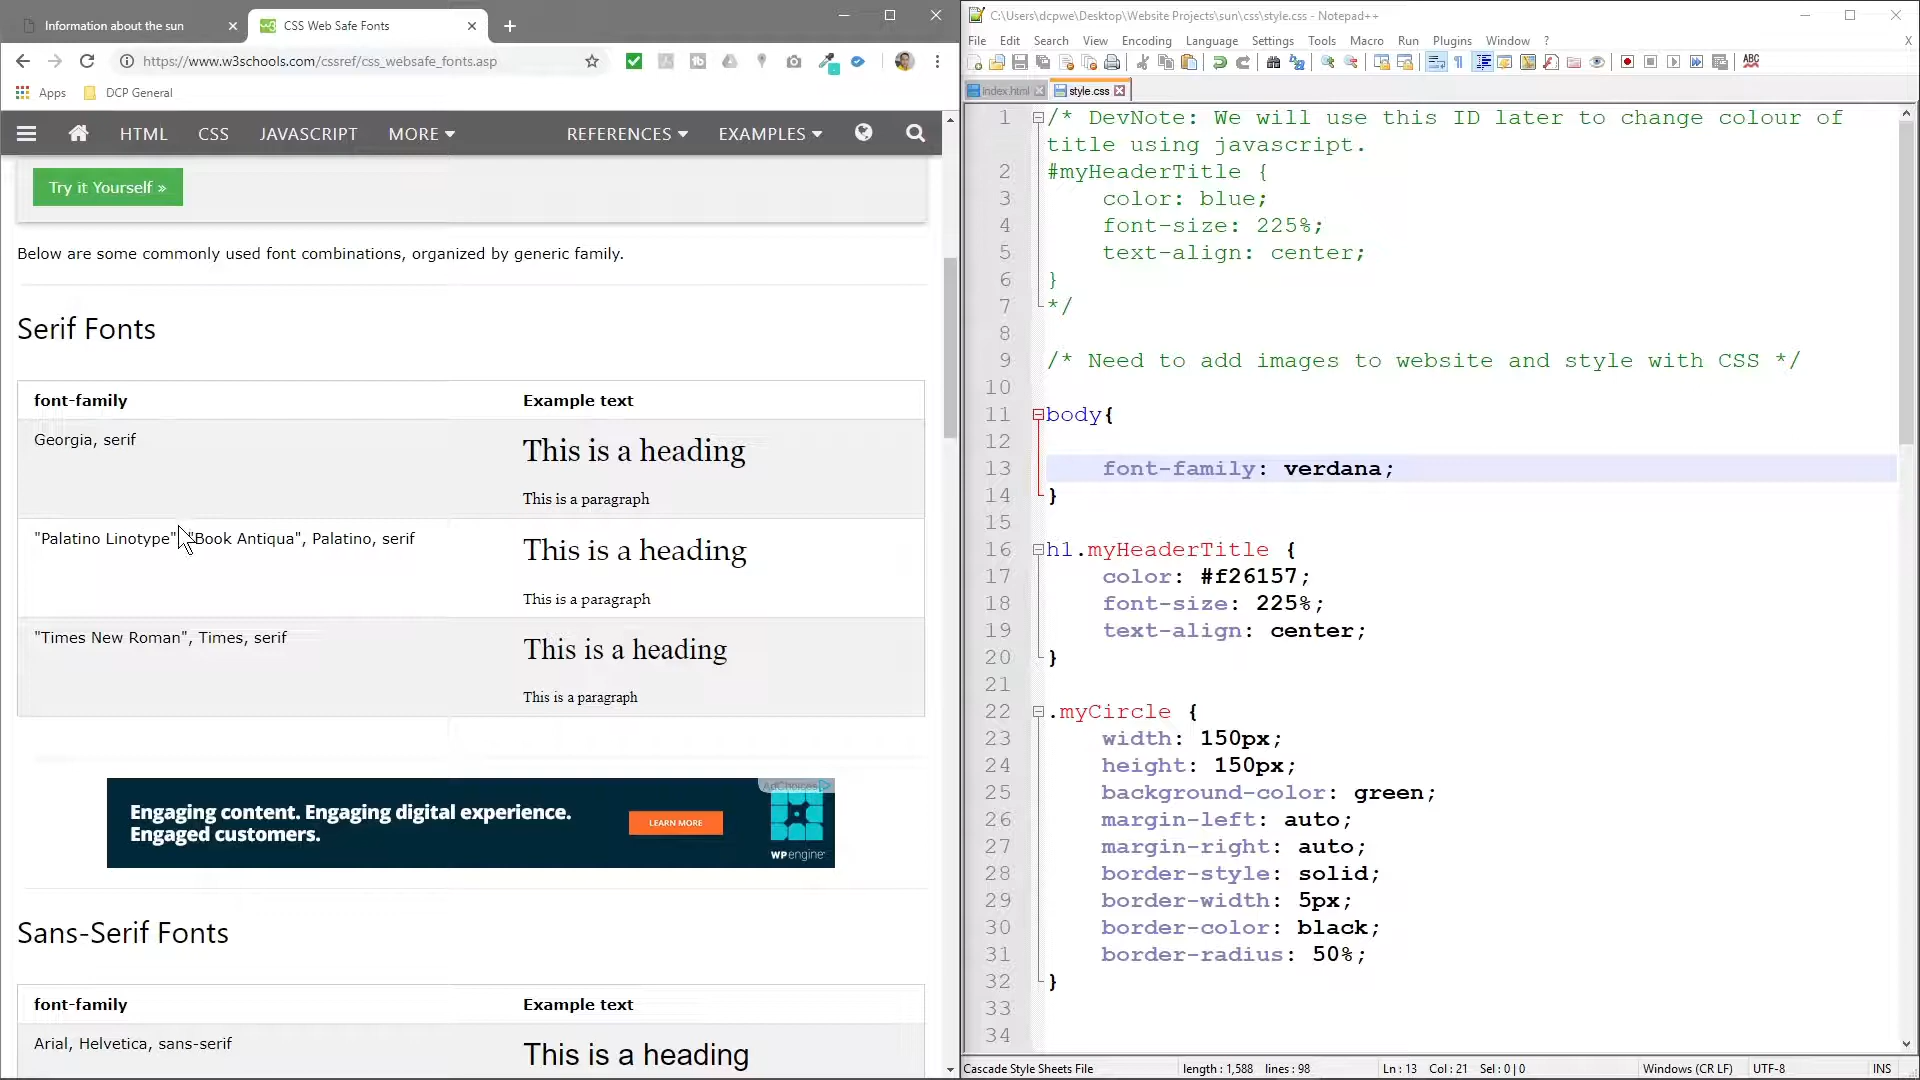 Information about the sun
CSS Web Safe Fonts
https://www.w3schools.com/cssref/css_websafe_fonts.asp
Apps
DCP General
HTML
CSS
JAVASCRIPT
MORE
REFERENCES
EXAMPLES
Try it Yourself »
Below are some commonly used font combinations, organized by generic family.
Serif Fonts
font-family
Example text
Georgia, serif
This is a heading
This is a paragraph
"Palatino Linotype", "Book Antiqua", Palatino, serif
This is a heading
This is a paragraph
"Times New Roman", Times, serif
This is a heading
This is a paragraph
AdChoices
Engaging content. Engaging digital experience.
Engaged customers.
LEARN MORE
WP engine
Sans-Serif Fonts
font-family
Example text
Arial, Helvetica, sans-serif
This is a heading
C:\Users\dcpwe\Desktop\Website Projects\sun\css\style.css - Notepad++
File Edit Search View Encoding Language Settings Tools Macro Run Plugins Window ?
X
ABC
index.html
style.css
1 /* DevNote: We will use this ID later to change colour of
title using javascript.
2 #myHeaderTitle {
3 color: blue;
4 font-size: 225%;
5 text-align: center;
6 }
7 */
8
9 /* Need to add images to website and style with CSS */
10
11 body{
12
13 font-family: verdana;
14 }
15
16 h1.myHeaderTitle {
17 color: #f26157;
18 font-size: 225%;
19 text-align: center;
20 }
21
22 .myCircle {
23 width: 150px;
24 height: 150px;
25 background-color: green;
26 margin-left: auto;
27 margin-right: auto;
28 border-style: solid;
29 border-width: 5px;
30 border-color: black;
31 border-radius: 50%;
32 }
33
34
Cascade Style Sheets File
length : 1,588 lines : 98
Ln : 13 Col : 21 Sel : 0 | 0
Windows (CR LF)
UTF-8
INS